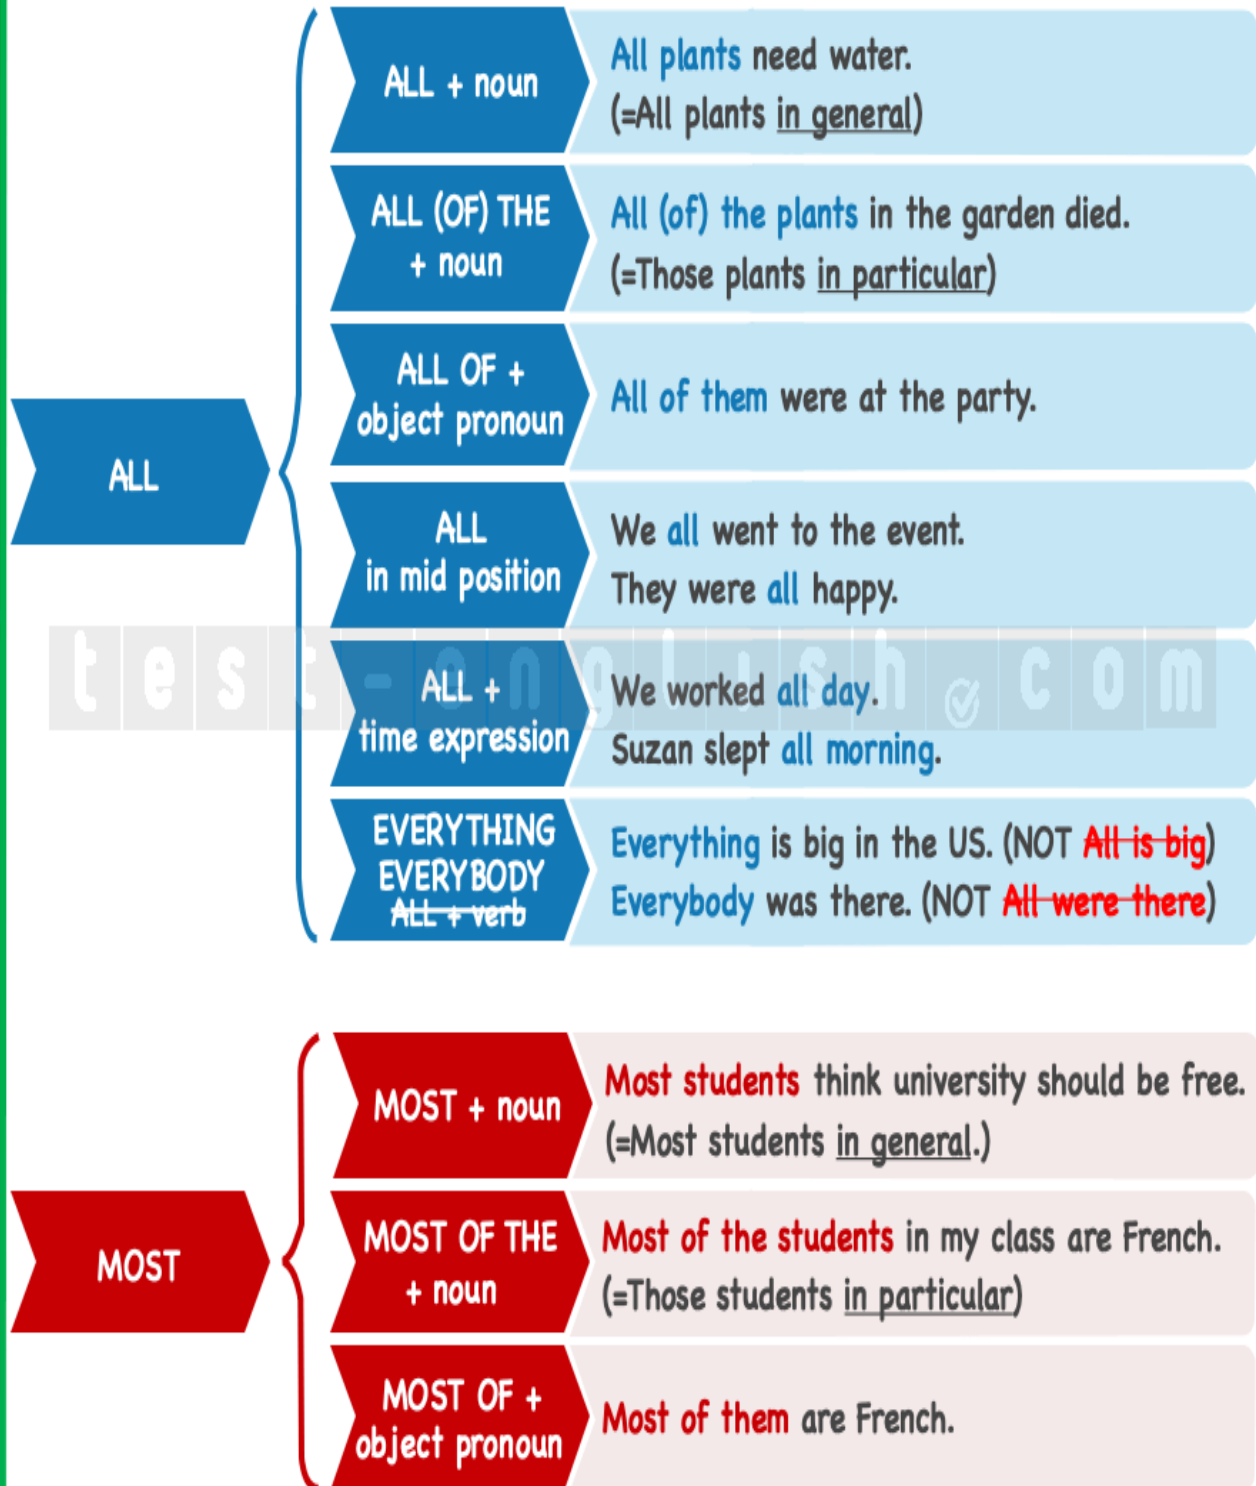 ALL
ALL + noun
All plants need water.
(=All plants in general)
ALL (OF) THE
+ noun
All (of) the plants in the garden died.
(=Those plants in particular)
ALL OF +
object pronoun
All of them were at the party.
ALL
in mid position
We all went to the event.
They were all happy.
test-english.com
ALL +
time expression
We worked all day.
Suzan slept all morning.
EVERYTHING
EVERYBODY
ALL + verb
Everything is big in the US. (NOT All is big)
Everybody was there. (NOT All were there)
MOST
MOST + noun
Most students think university should be free.
(=Most students in general.)
MOST OF THE
+ noun
Most of the students in my class are French.
(=Those students in particular)
MOST OF +
object pronoun
Most of them are French.